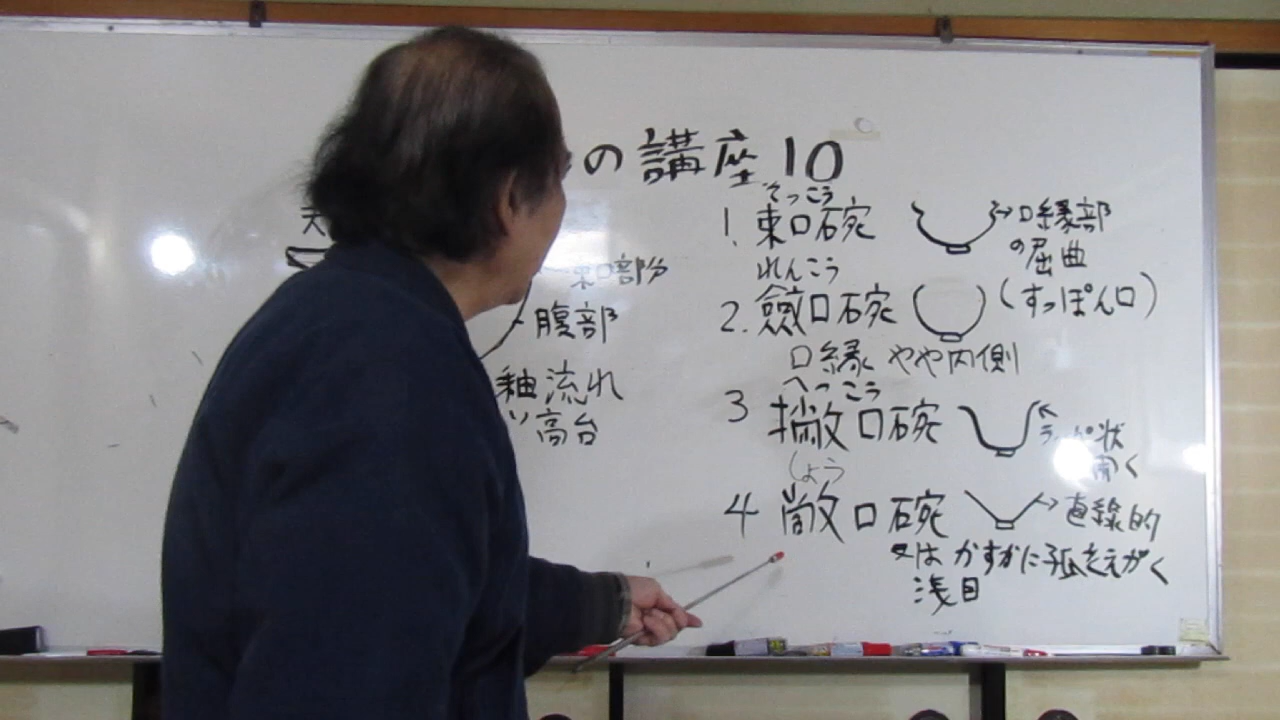 の講座10
天
束口部分
腹部
釉流れ
高台
そっこう
1. 束口碗
口縁部
の屈曲
れんこう
2. 斂口碗 (すっぽん口)
口縁 やや内側
へっこう
3 口碗
状
開く
しょう
4 敞口碗
直線的
又は かすかに弧をえがく
浅目